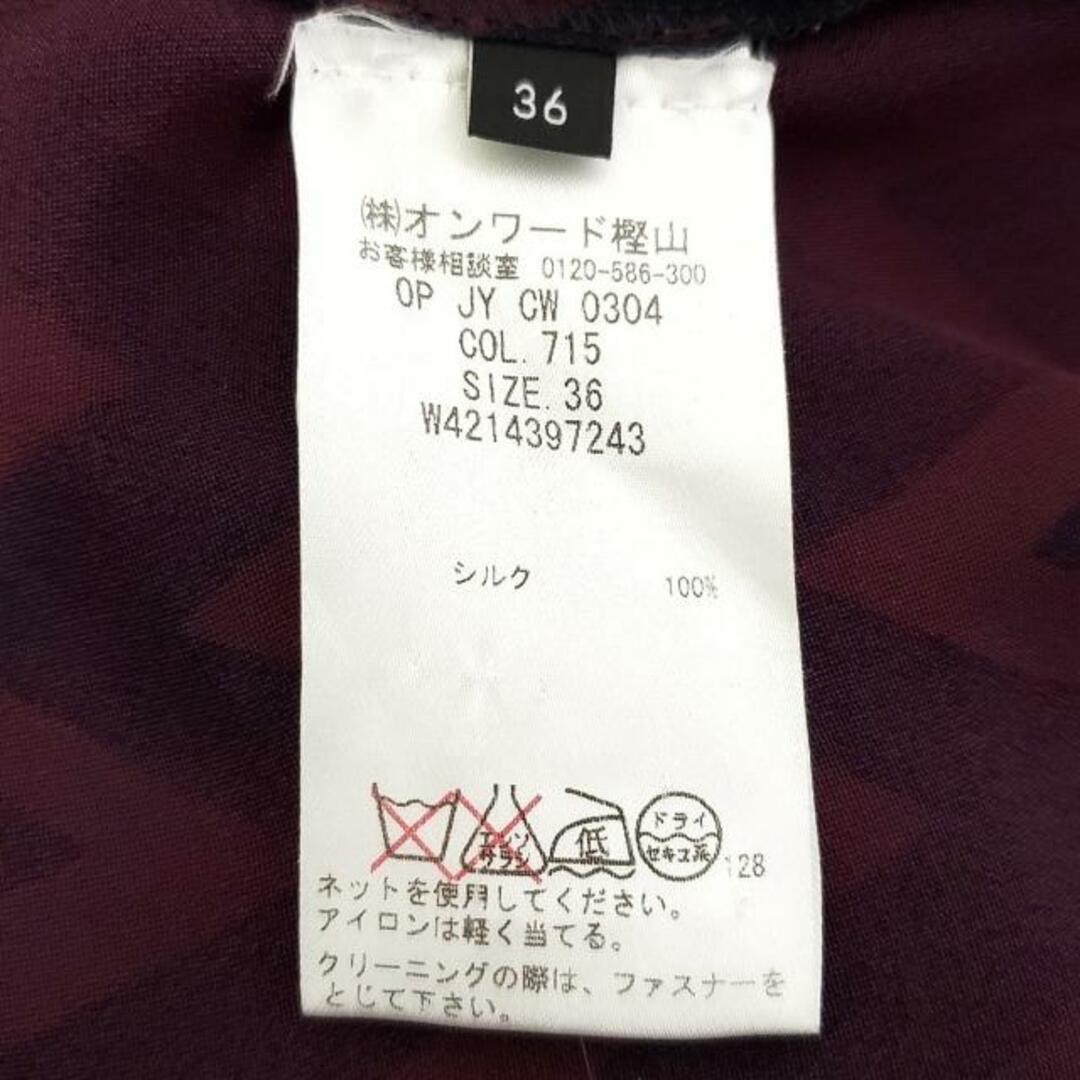 36
(株)オンワード樫山
お客様相談室 0120-586-300
OP JY CW 0304
COL. 715
SIZE. 36
W4214397243
シルク 100%
エンソ
サラシ
低
ドライ
セキユ系
128
ネットを使用してください。
アイロンは軽く当てる。
クリーニングの際は、ファスナーを
とじて下さい。